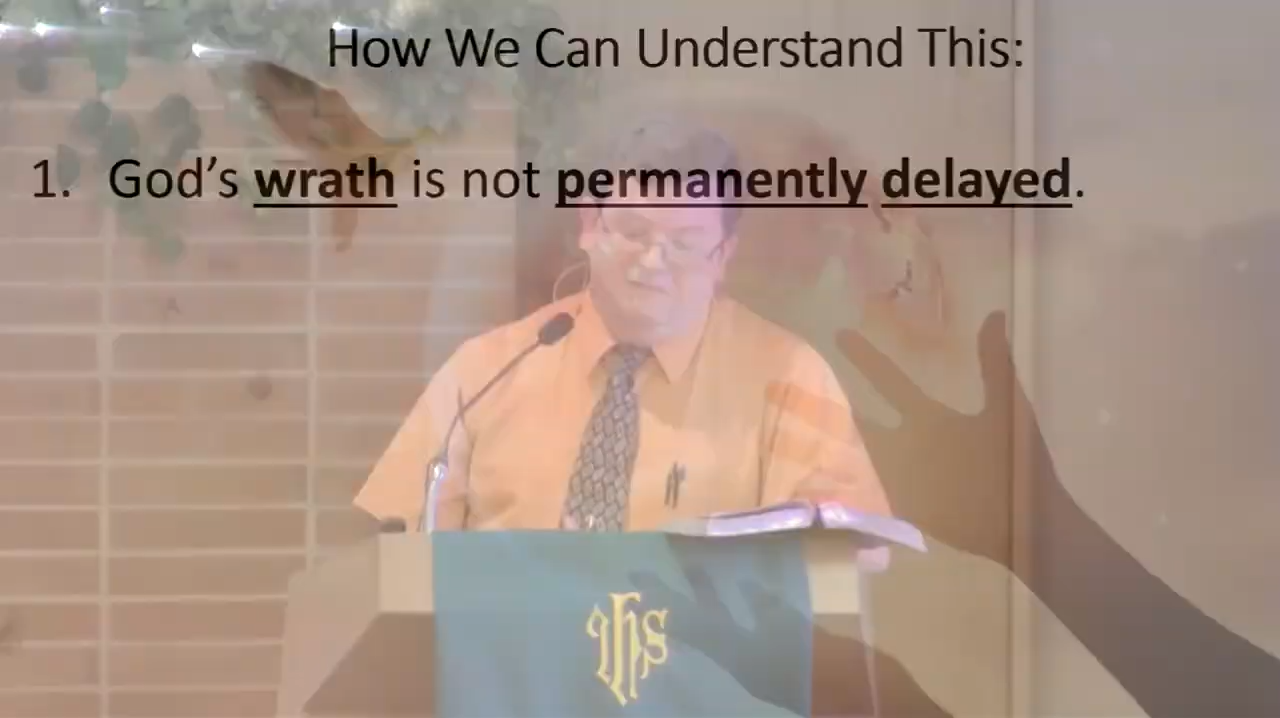 How We Can Understand This:
1. God’s wrath is not permanently delayed.
IHS